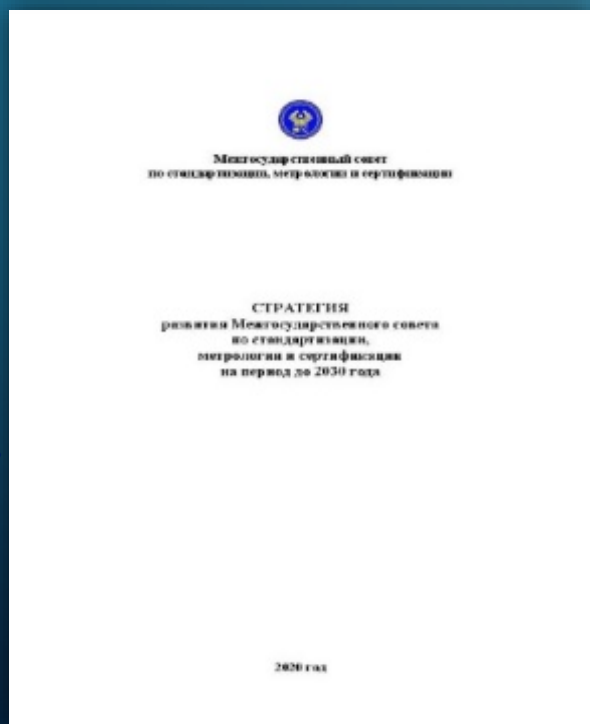 Межгосударственный совет
по стандартизации, метрологии и сертификации
СТРАТЕГИЯ
развития Межгосударственного совета
по стандартизации,
метрологии и сертификации
на период до 2030 года
2020 год